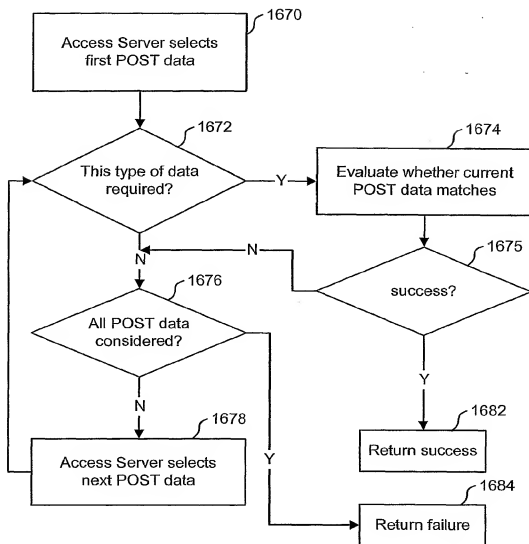 1670
Access Server selects
first POST data
1672
This type of data
required?
Y
1674
Evaluate whether current
POST data matches
N
N
1675
success?
1676
All POST data
considered?
Y
N
1682
Return success
1678
Access Server selects
next POST data
Y
1684
Return failure